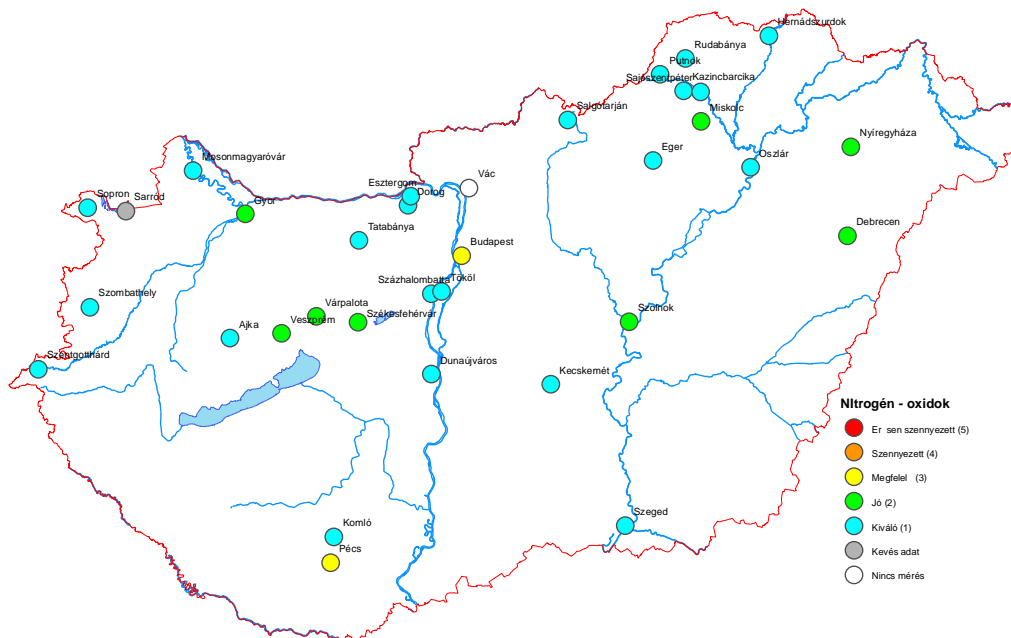 Hernádszurdok
Rudabánya
Putnok
Sajószentpéter
Kazincbarcika
Salgótarján
Miskolc
Nyíregyháza
Eger
Oszlár
Mosonmagyaróvár
Vác
Esztergom
Dorog
Sopron
Sarród
Gyor
Tatabánya
Debrecen
Budapest
Százhalombatta
Tököl
Szombathely
Várpalota
Székesfehérvár
Szolnok
Ajka
Veszprém
Szentgotthárd
Dunaújváros
Kecskemét
NItrogén - oxidok
Er sen szennyezett (5)
Szennyezett (4)
Megfelel (3)
Jó (2)
Kiváló (1)
Kevés adat
Nincs mérés
Szeged
Komló
Pécs